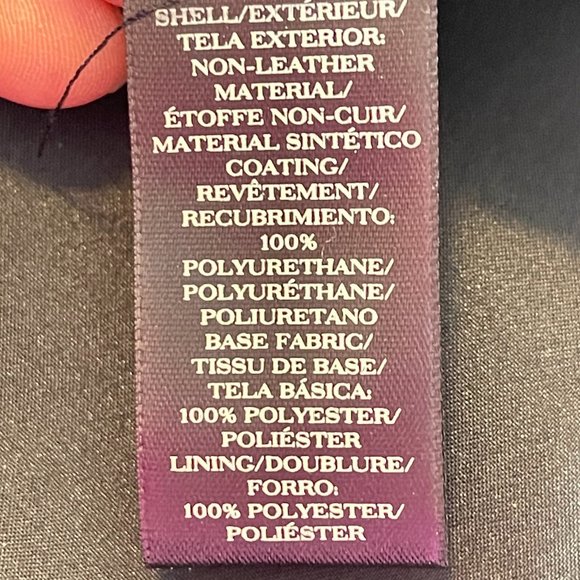 SHELL/EXTÉRIEUR/
TELA EXTERIOR:
NON-LEATHER
MATERIAL/
ÉTOFFE NON-CUIR/
MATERIAL SINTÉTICO
COATING/
REVÊTEMENT/
RECUBRIMIENTO:
100%
POLYURETHANE/
POLYURÉTHANE/
POLIURETANO
BASE FABRIC/
TISSU DE BASE/
TELA BÁSICA:
100% POLYESTER/
POLIÉSTER
LINING/DOUBLURE/
FORRO:
100% POLYESTER/
POLIÉSTER